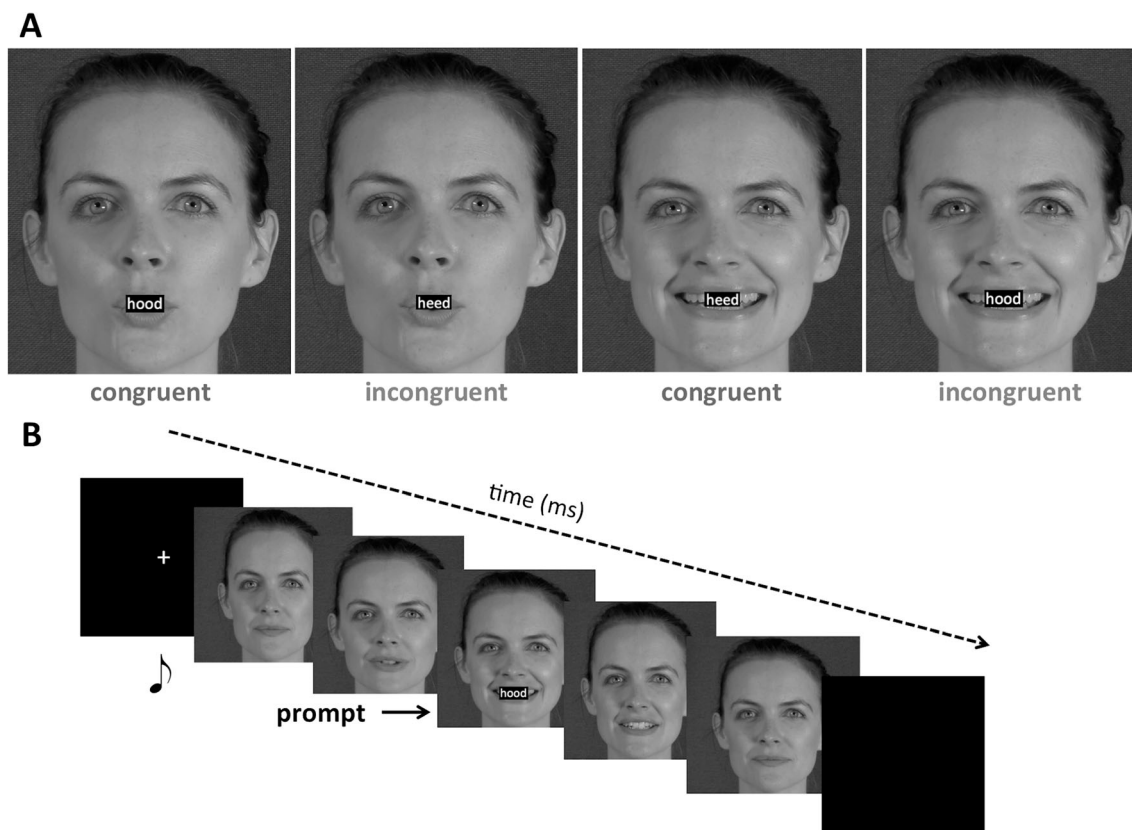 A
hood
heed
heed
hood
congruent
incongruent
congruent
incongruent
B
time (ms)
+
hood
prompt